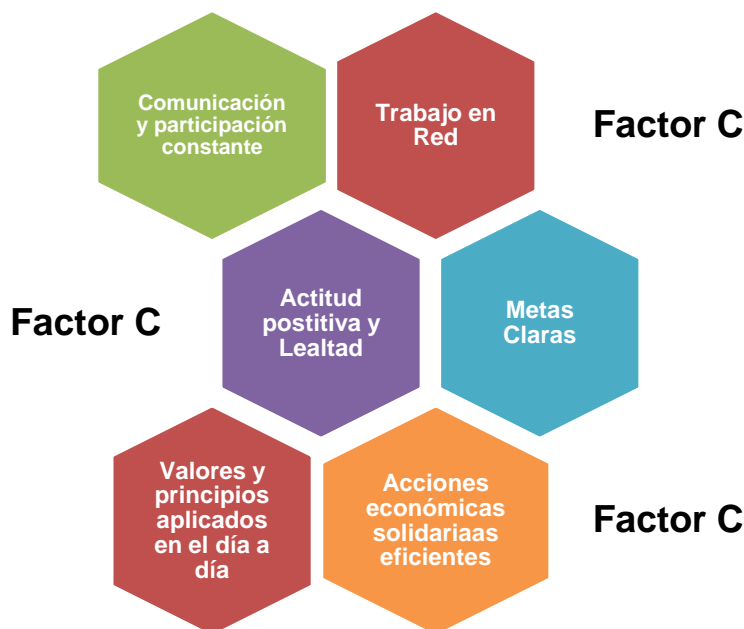 Comunicación
y participación
constante
Trabajo en
Red
Factor C
Factor C
Actitud
postitiva y
Lealtad
Metas
Claras
Valores y
principios
aplicados
en el día a
día
Acciones
económicas
solidariaas
eficientes
Factor C